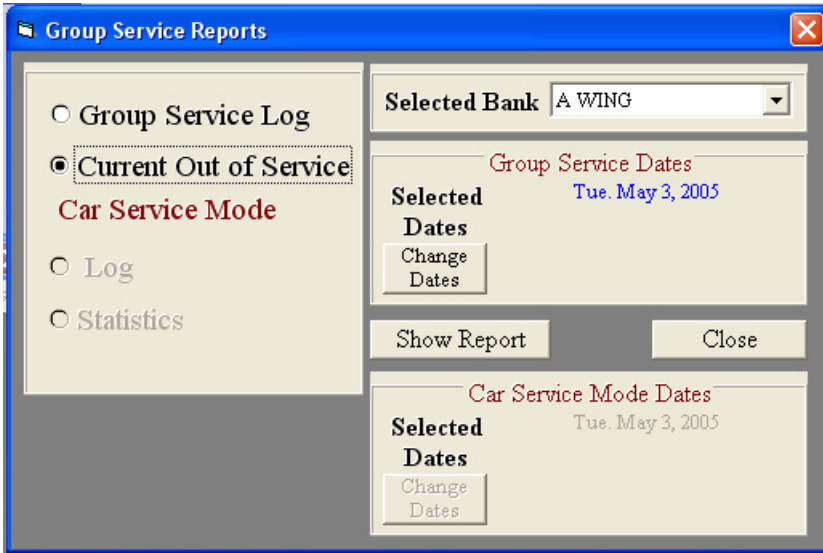 Group Service Reports
Group Service Log
Current Out of Service
Car Service Mode
Log
Statistics
Selected Bank A WING
Group Service Dates
Selected
Dates
Tue. May 3, 2005
Change
Dates
Show Report
Close
Car Service Mode Dates
Selected
Dates
Tue. May 3, 2005
Change
Dates